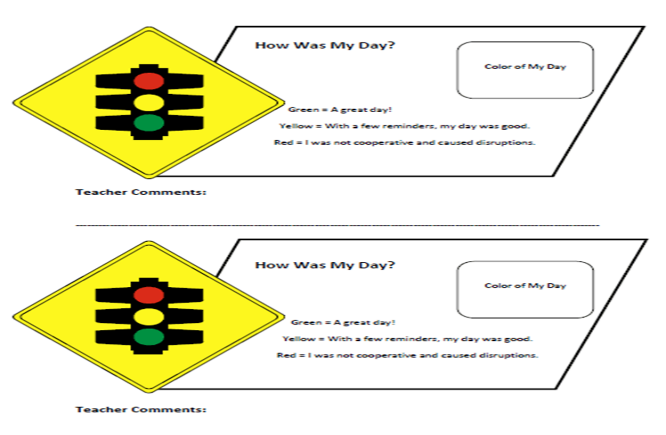 How Was My Day?
Color of My Day
Green = A great day!
Yellow = With a few reminders, my day was good.
Red = I was not cooperative and caused disruptions.
Teacher Comments:
How Was My Day?
Color of My Day
Green = A great day!
Yellow = With a few reminders, my day was good.
Red = I was not cooperative and caused disruptions.
Teacher Comments: